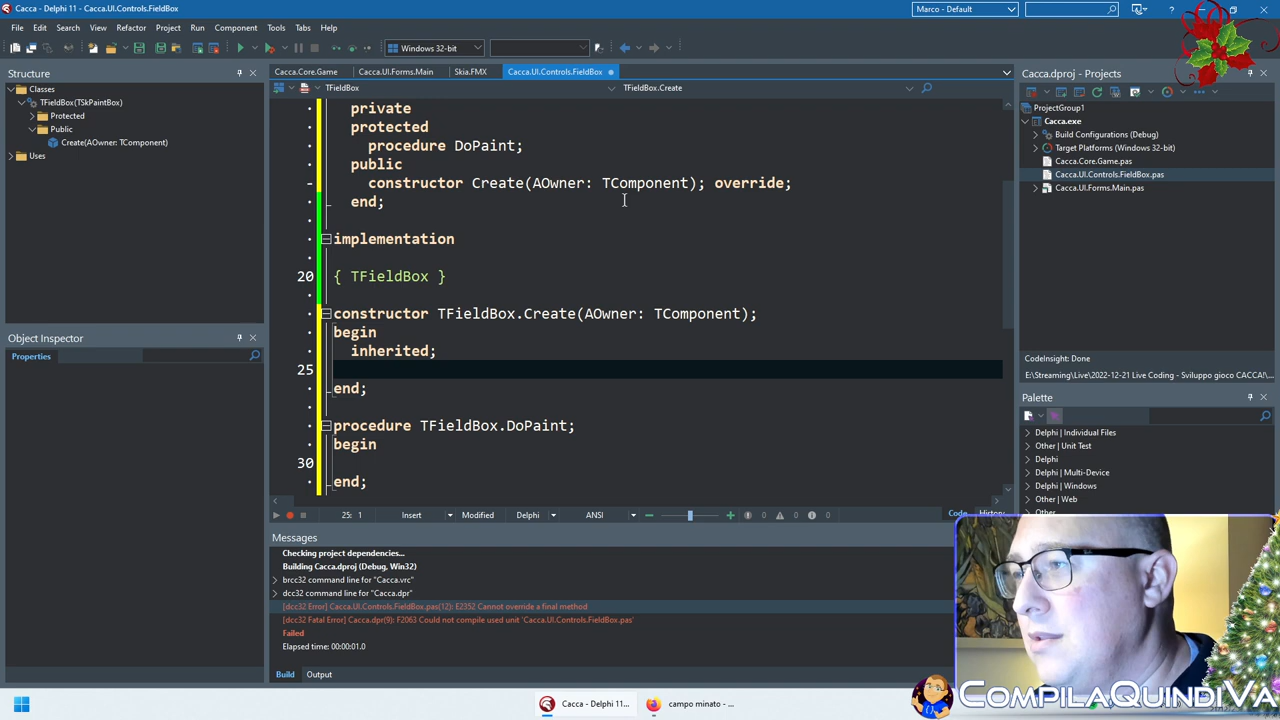 Cacca - Delphi 11 - Cacca.UI.Controls.FieldBox
Marco - Default
File Edit Search View Refactor Project Run Component Tools Tabs Help
Windows 32-bit
Structure
Classes
TFieldBox(TSkPaintBox)
Protected
Public
Create(AOwner: TComponent)
Uses
Object Inspector
Properties
Cacca.Core.Game Cacca.UI.Forms.Main Skia.FMX Cacca.UI.Controls.FieldBox
TFieldBox TFieldBox.Create
private
protected
procedure DoPaint;
public
constructor Create(AOwner: TComponent); override;
end;
implementation
20 { TFieldBox }
constructor TFieldBox.Create(AOwner: TComponent);
begin
inherited;
25
end;
procedure TFieldBox.DoPaint;
begin
30
end;
25: 1 Insert Modified Delphi ANSI 0 0 0 Code History
Messages
Checking project dependencies...
Building Cacca.dproj (Debug, Win32)
brcc32 command line for "Cacca.vrc"
dcc32 command line for "Cacca.dpr"
[dcc32 Error] Cacca.UI.Controls.FieldBox.pas(12): E2352 Cannot override a final method
[dcc32 Fatal Error] Cacca.dpr(9): F2063 Could not compile used unit 'Cacca.UI.Controls.FieldBox.pas'
Failed
Elapsed time: 00:00:01.0
Build Output
Cacca.dproj - Projects
ProjectGroup1
Cacca.exe
Build Configurations (Debug)
Target Platforms (Windows 32-bit)
Cacca.Core.Game.pas
Cacca.UI.Controls.FieldBox.pas
Cacca.UI.Forms.Main.pas
CodeInsight: Done
E:\Streaming\Live\2022-12-21 Live Coding - Sviluppo gioco CACCA!\...
Palette
Delphi | Individual Files
Other | Unit Test
Delphi
Delphi | Multi-Device
Delphi | Windows
Other | Web
Other
Cacca - Delphi 11...
campo minato - ...
COMPILAQUINDIVA